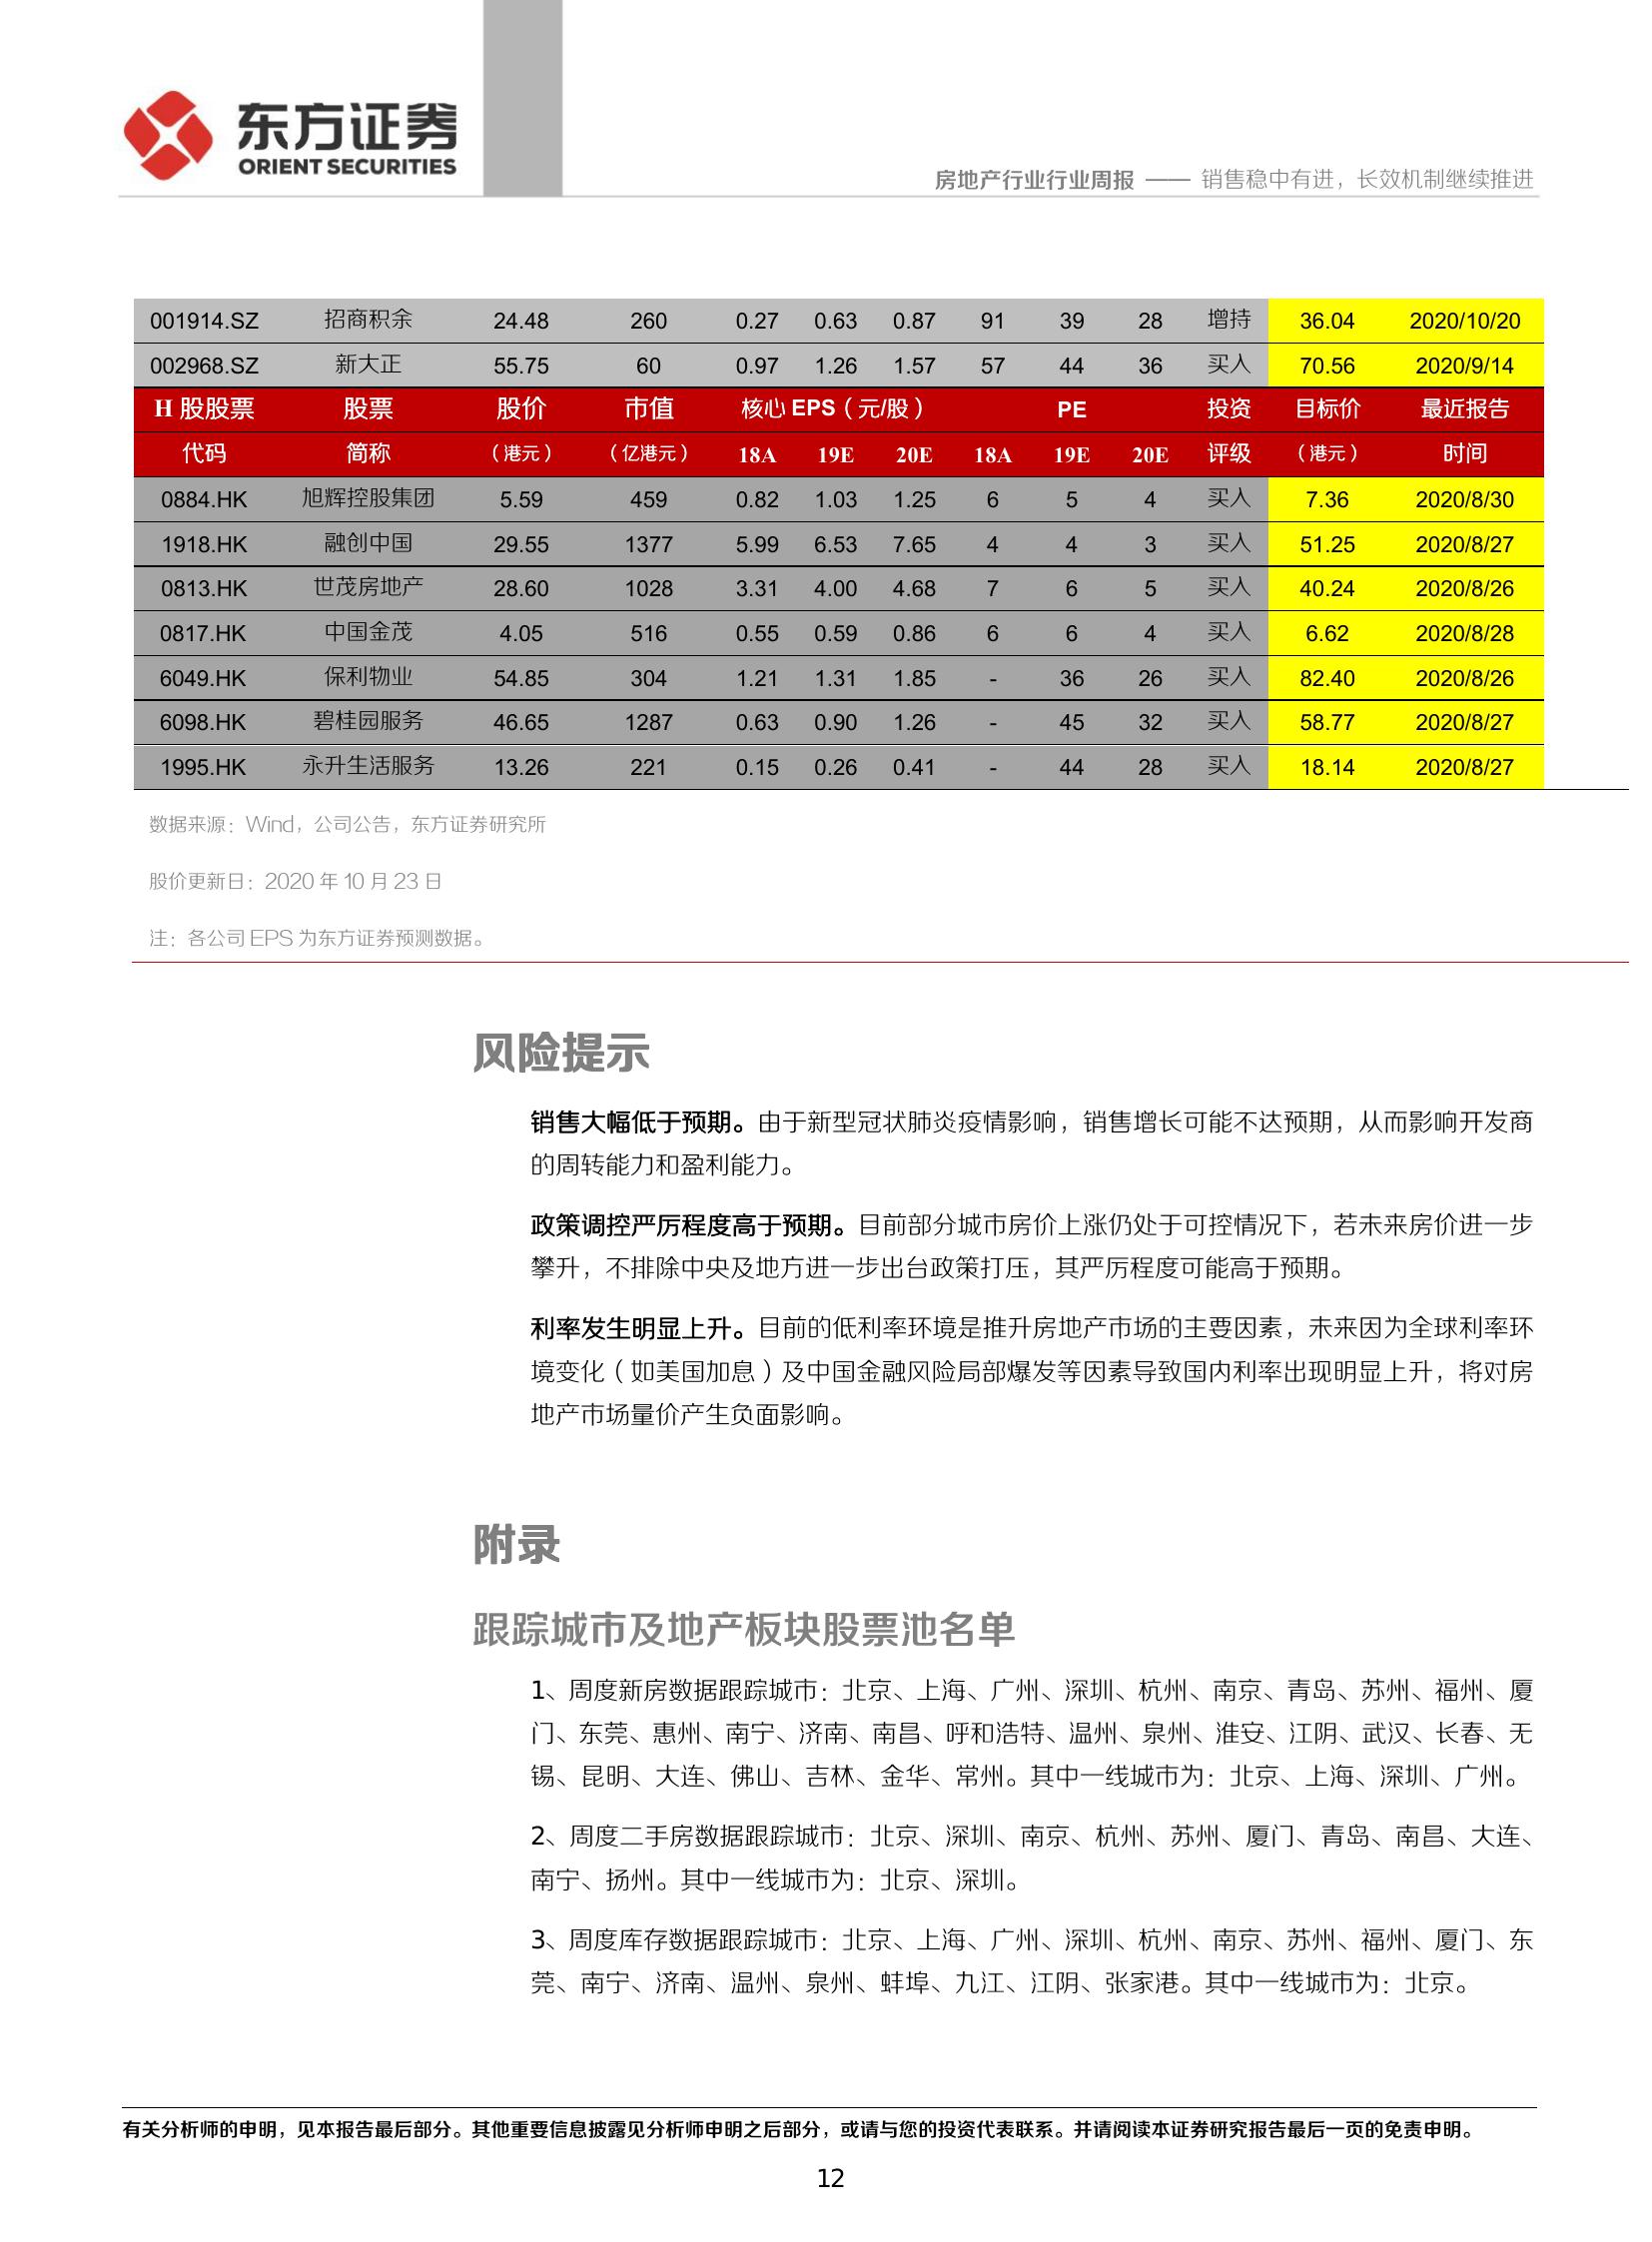 东方证券
ORIENT SECURITIES
房地产行业行业周报 —— 销售稳中有进，长效机制继续推进
001914.SZ 招商积余 24.48 260 0.27 0.63 0.87 91 39 28 增持 36.04 2020/10/20
002968.SZ 新大正 55.75 60 0.97 1.26 1.57 57 44 36 买入 70.56 2020/9/14
H 股股票 股票 股价 市值 核心 EPS（元/股） PE 投资 目标价 最近报告
代码 简称 （港元） （亿港元） 18A 19E 20E 18A 19E 20E 评级 （港元） 时间
0884.HK 旭辉控股集团 5.59 459 0.82 1.03 1.25 6 5 4 买入 7.36 2020/8/30
1918.HK 融创中国 29.55 1377 5.99 6.53 7.65 4 4 3 买入 51.25 2020/8/27
0813.HK 世茂房地产 28.60 1028 3.31 4.00 4.68 7 6 5 买入 40.24 2020/8/26
0817.HK 中国金茂 4.05 516 0.55 0.59 0.86 6 6 4 买入 6.62 2020/8/28
6049.HK 保利物业 54.85 304 1.21 1.31 1.85 - 36 26 买入 82.40 2020/8/26
6098.HK 碧桂园服务 46.65 1287 0.63 0.90 1.26 - 45 32 买入 58.77 2020/8/27
1995.HK 永升生活服务 13.26 221 0.15 0.26 0.41 - 44 28 买入 18.14 2020/8/27
数据来源：Wind，公司公告，东方证券研究所
股价更新日：2020 年 10 月 23 日
注：各公司 EPS 为东方证券预测数据。
风险提示
销售大幅低于预期。由于新型冠状肺炎疫情影响，销售增长可能不达预期，从而影响开发商
的周转能力和盈利能力。
政策调控严厉程度高于预期。目前部分城市房价上涨仍处于可控情况下，若未来房价进一步
攀升，不排除中央及地方进一步出台政策打压，其严厉程度可能高于预期。
利率发生明显上升。目前的低利率环境是推升房地产市场的主要因素，未来因为全球利率环
境变化（如美国加息）及中国金融风险局部爆发等因素导致国内利率出现明显上升，将对房
地产市场量价产生负面影响。
附录
跟踪城市及地产板块股票池名单
1、周度新房数据跟踪城市：北京、上海、广州、深圳、杭州、南京、青岛、苏州、福州、厦
门、东莞、惠州、南宁、济南、南昌、呼和浩特、温州、泉州、淮安、江阴、武汉、长春、无
锡、昆明、大连、佛山、吉林、金华、常州。其中一线城市为：北京、上海、深圳、广州。
2、周度二手房数据跟踪城市：北京、深圳、南京、杭州、苏州、厦门、青岛、南昌、大连、
南宁、扬州。其中一线城市为：北京、深圳。
3、周度库存数据跟踪城市：北京、上海、广州、深圳、杭州、南京、苏州、福州、厦门、东
莞、南宁、济南、温州、泉州、蚌埠、九江、江阴、张家港。其中一线城市为：北京。
有关分析师的申明，见本报告最后部分。其他重要信息披露见分析师申明之后部分，或请与您的投资代表联系。并请阅读本证券研究报告最后一页的免责申明。
12